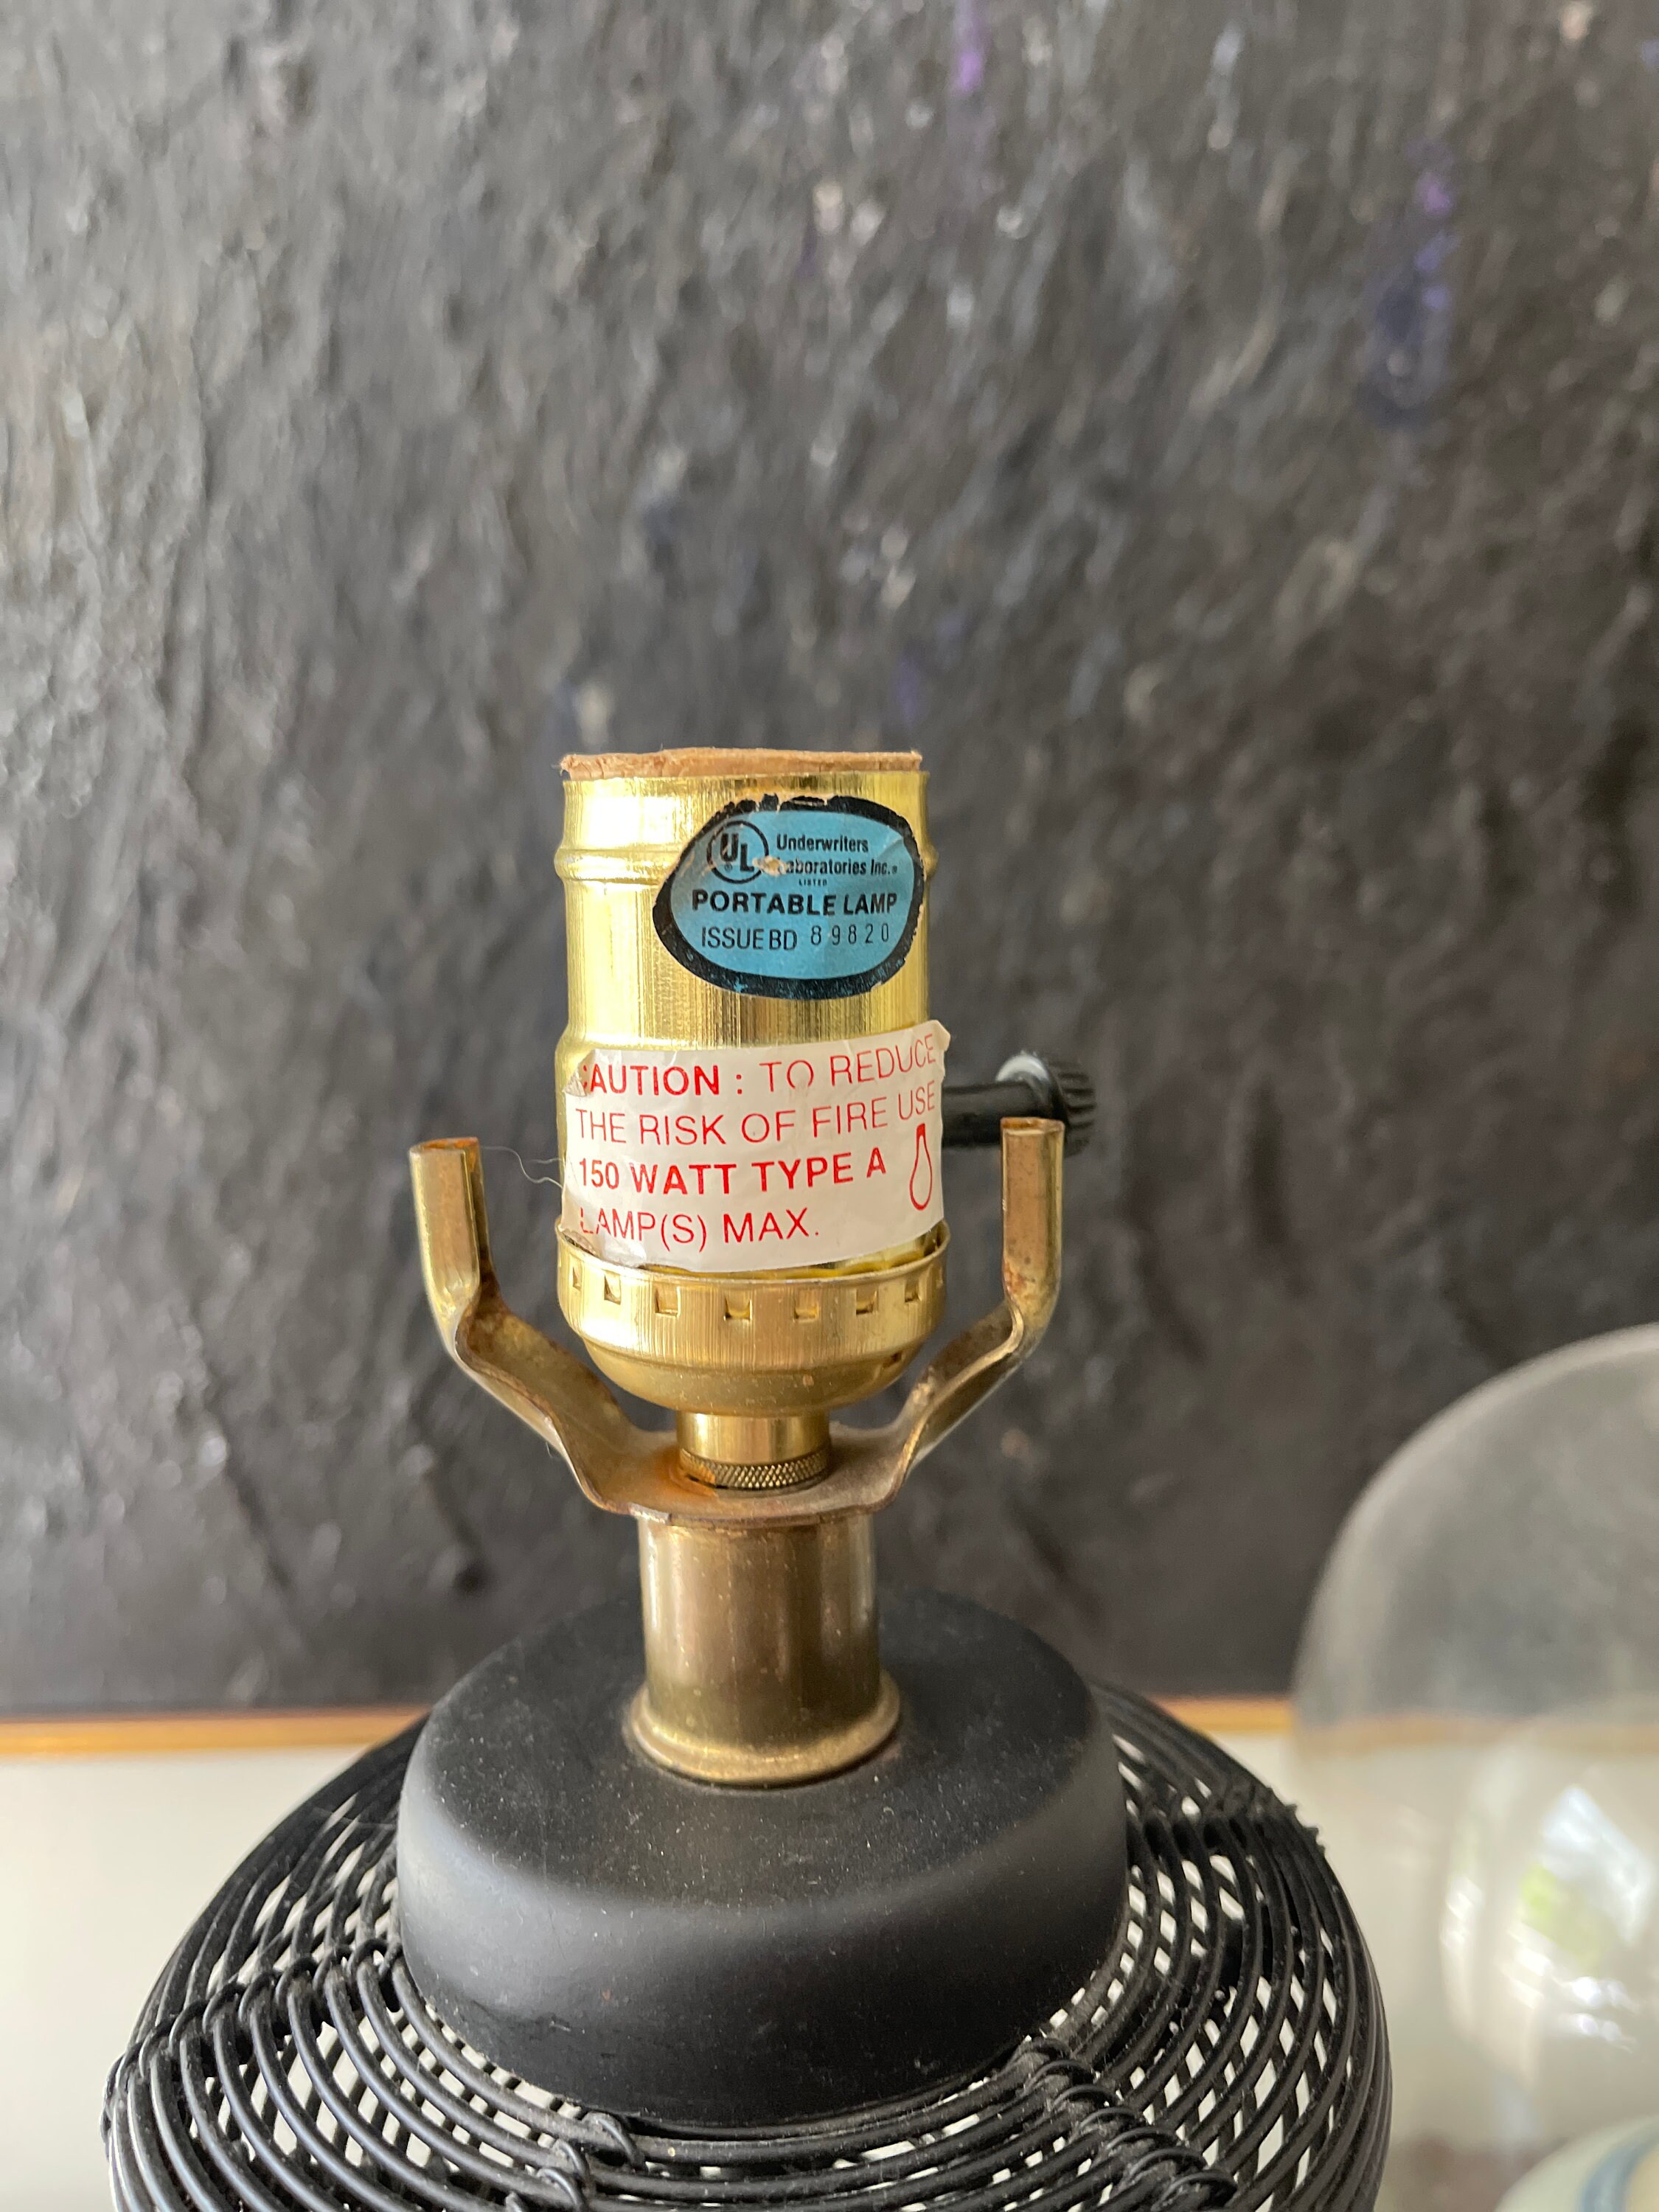 UL Underwriters
Laboratories Inc.®
LISTED
PORTABLE LAMP
ISSUE BD 89820
CAUTION : TO REDUCE
THE RISK OF FIRE USE
150 WATT TYPE A
LAMP(S) MAX.